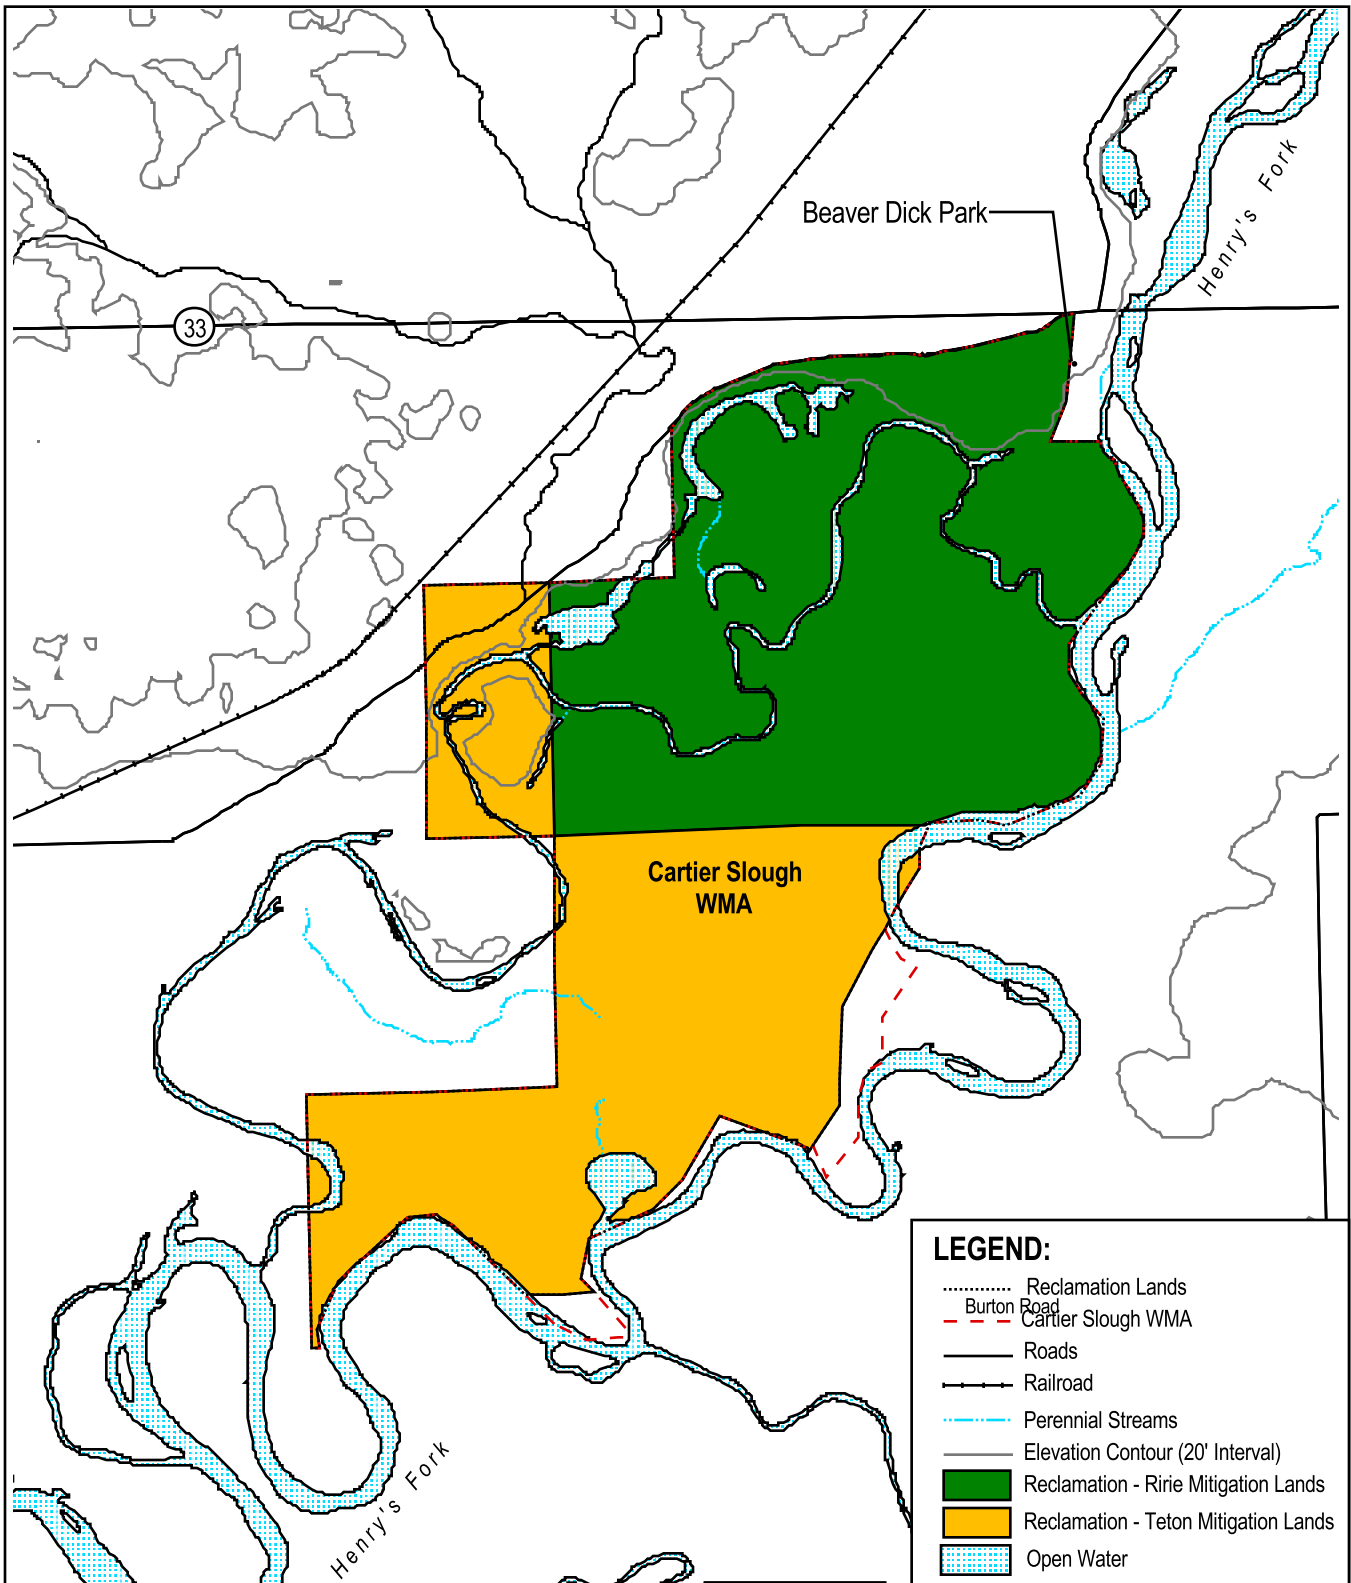 Beaver Dick Park
Henry's Fork
33
Cartier Slough
WMA
LEGEND:
Reclamation Lands
Burton Road
Cartier Slough WMA
Roads
Railroad
Perennial Streams
Elevation Contour (20' Interval)
Reclamation - Ririe Mitigation Lands
Reclamation - Teton Mitigation Lands
Open Water
Henry's Fork